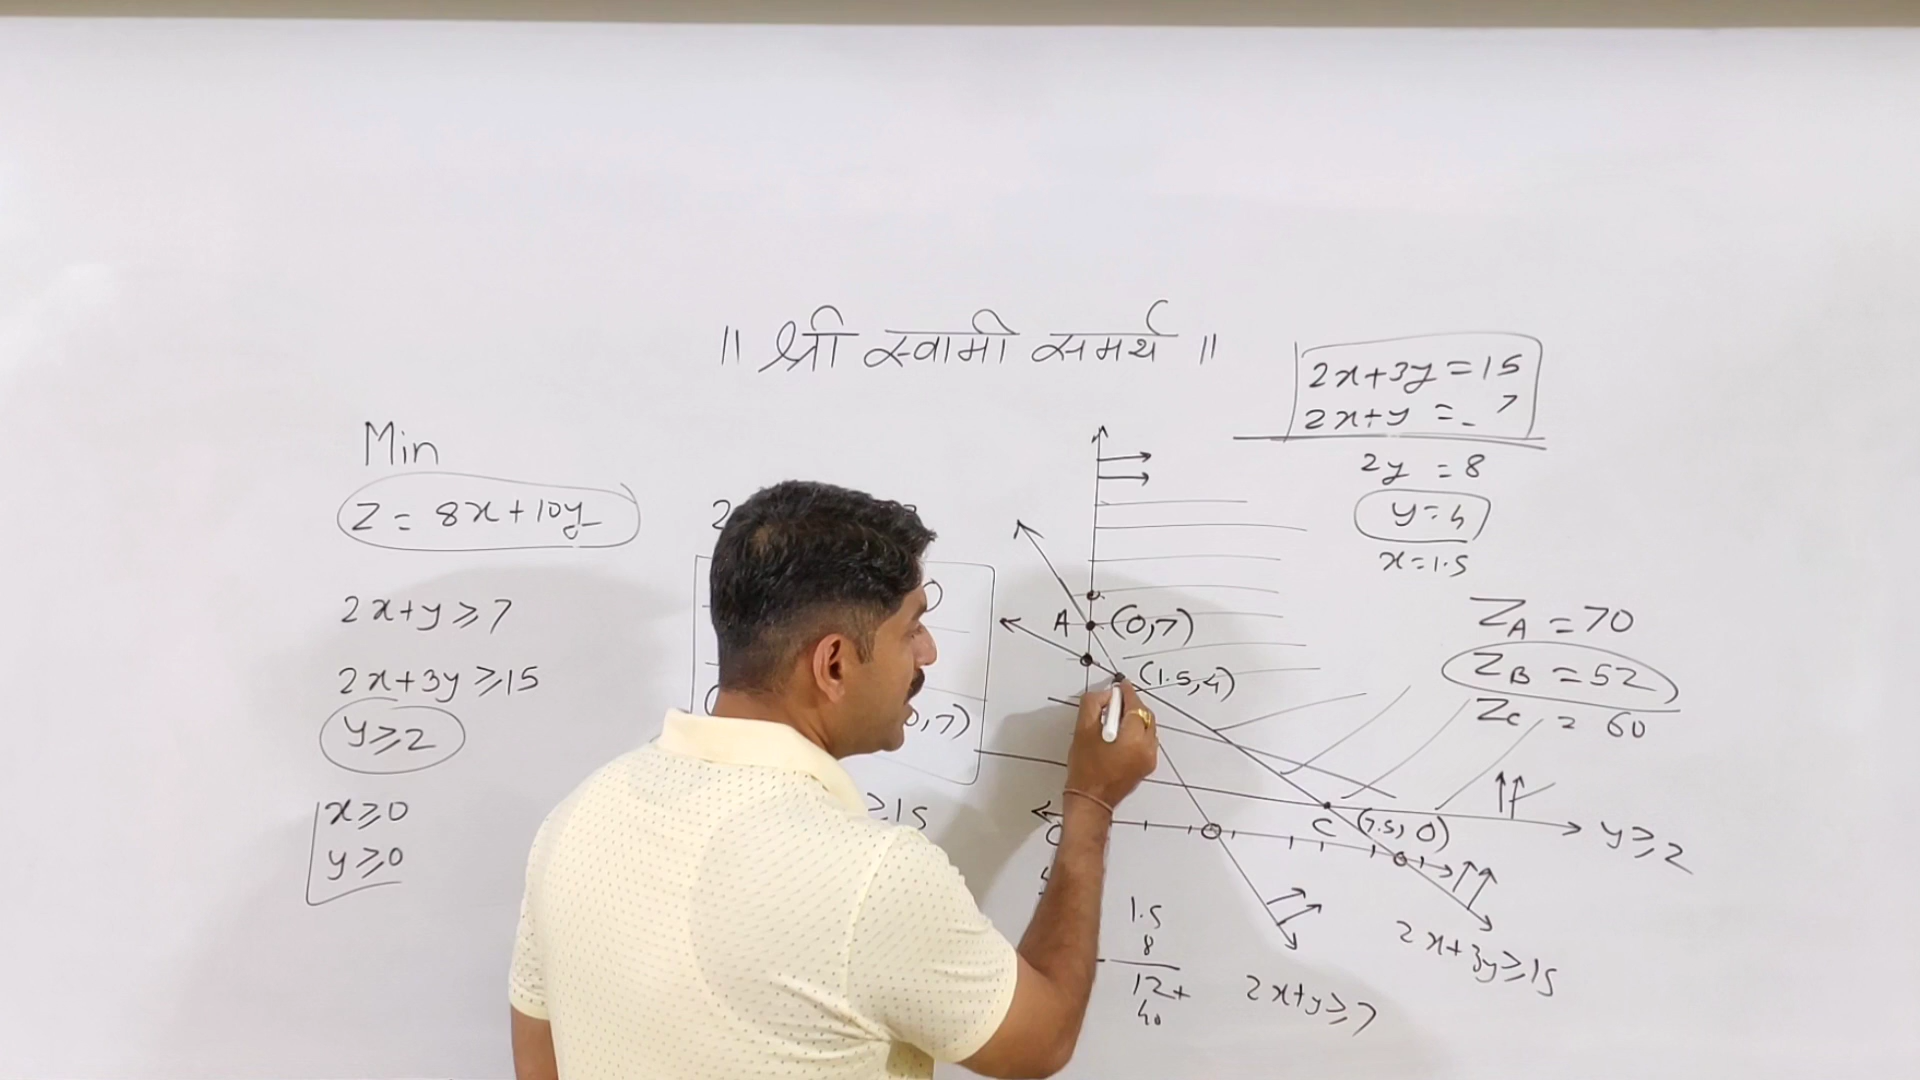 ॥ श्री स्वामी समर्थ ॥
Min
Z = 8x+10y
2x+y ≥ 7
2x+3y ≥ 15
y ≥ 2
x ≥ 0
y ≥ 0
2
0
0,7)
≥15
A (0,7)
(1.5,4)
C (7.5, 0)
y ≥ 2
2x+3y ≥ 15
2x+y ≥ 7
1.5
8
12+
40
2x+3y = 15
2x+y = 7
2y = 8
y = 4
x = 1.5
Z_A = 70
Z_B = 52
Z_C = 60